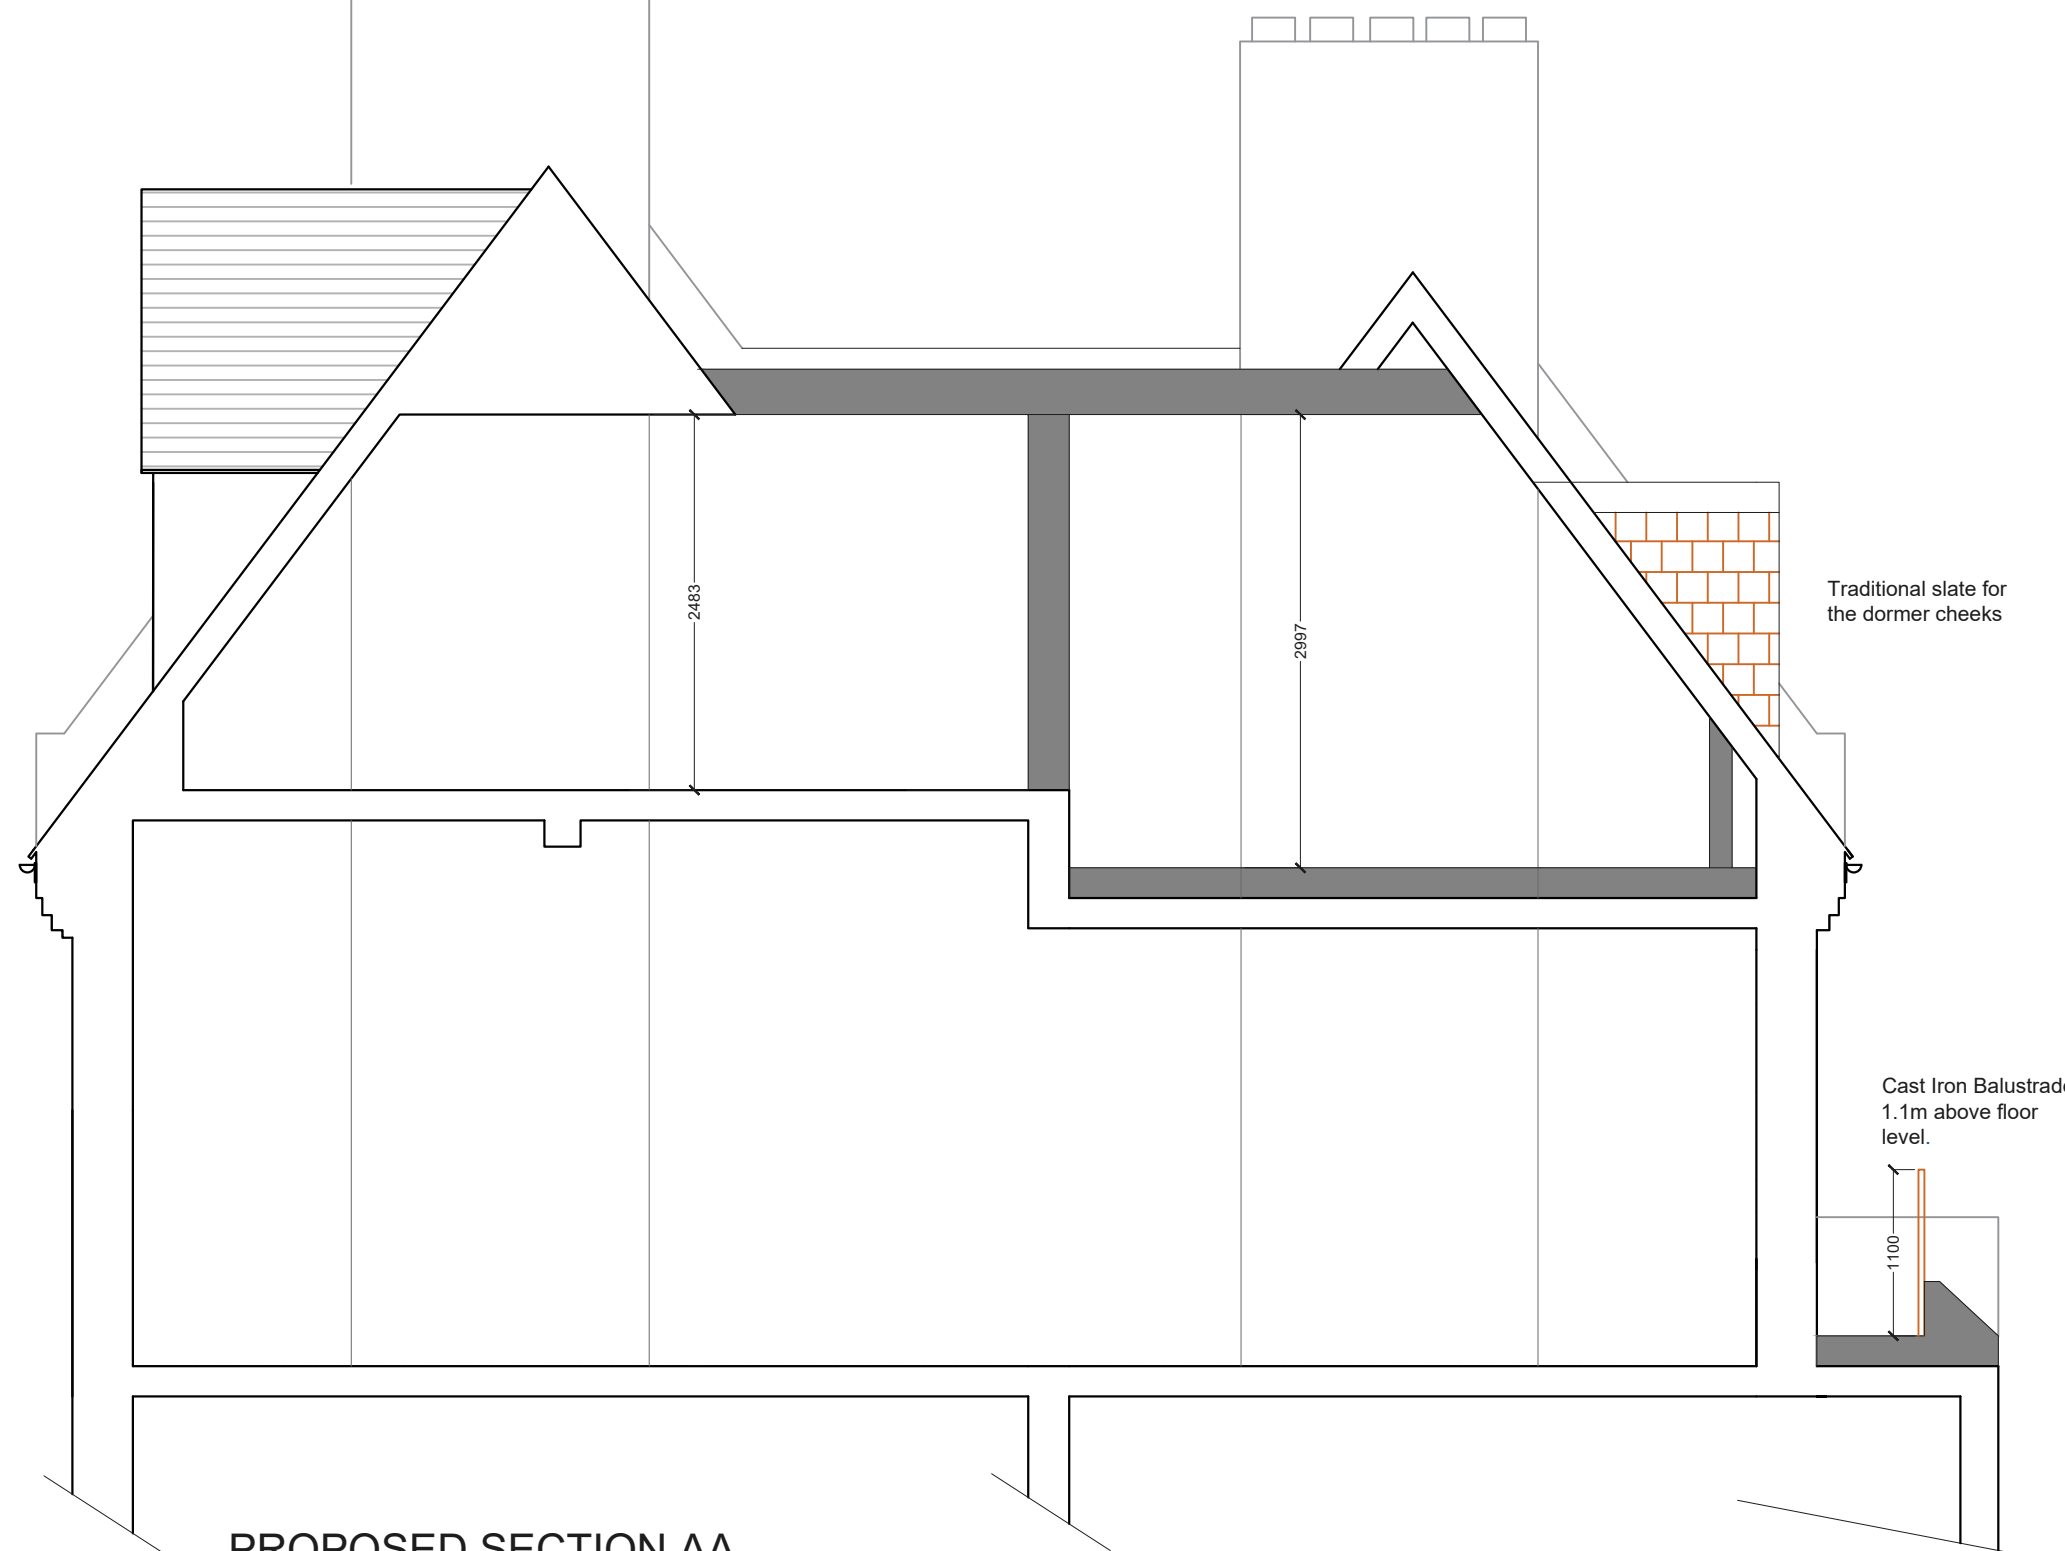 2483
2997
Traditional slate for
the dormer cheeks
Cast Iron Balustrade
1.1m above floor
level.
1100
PROPOSED SECTION AA